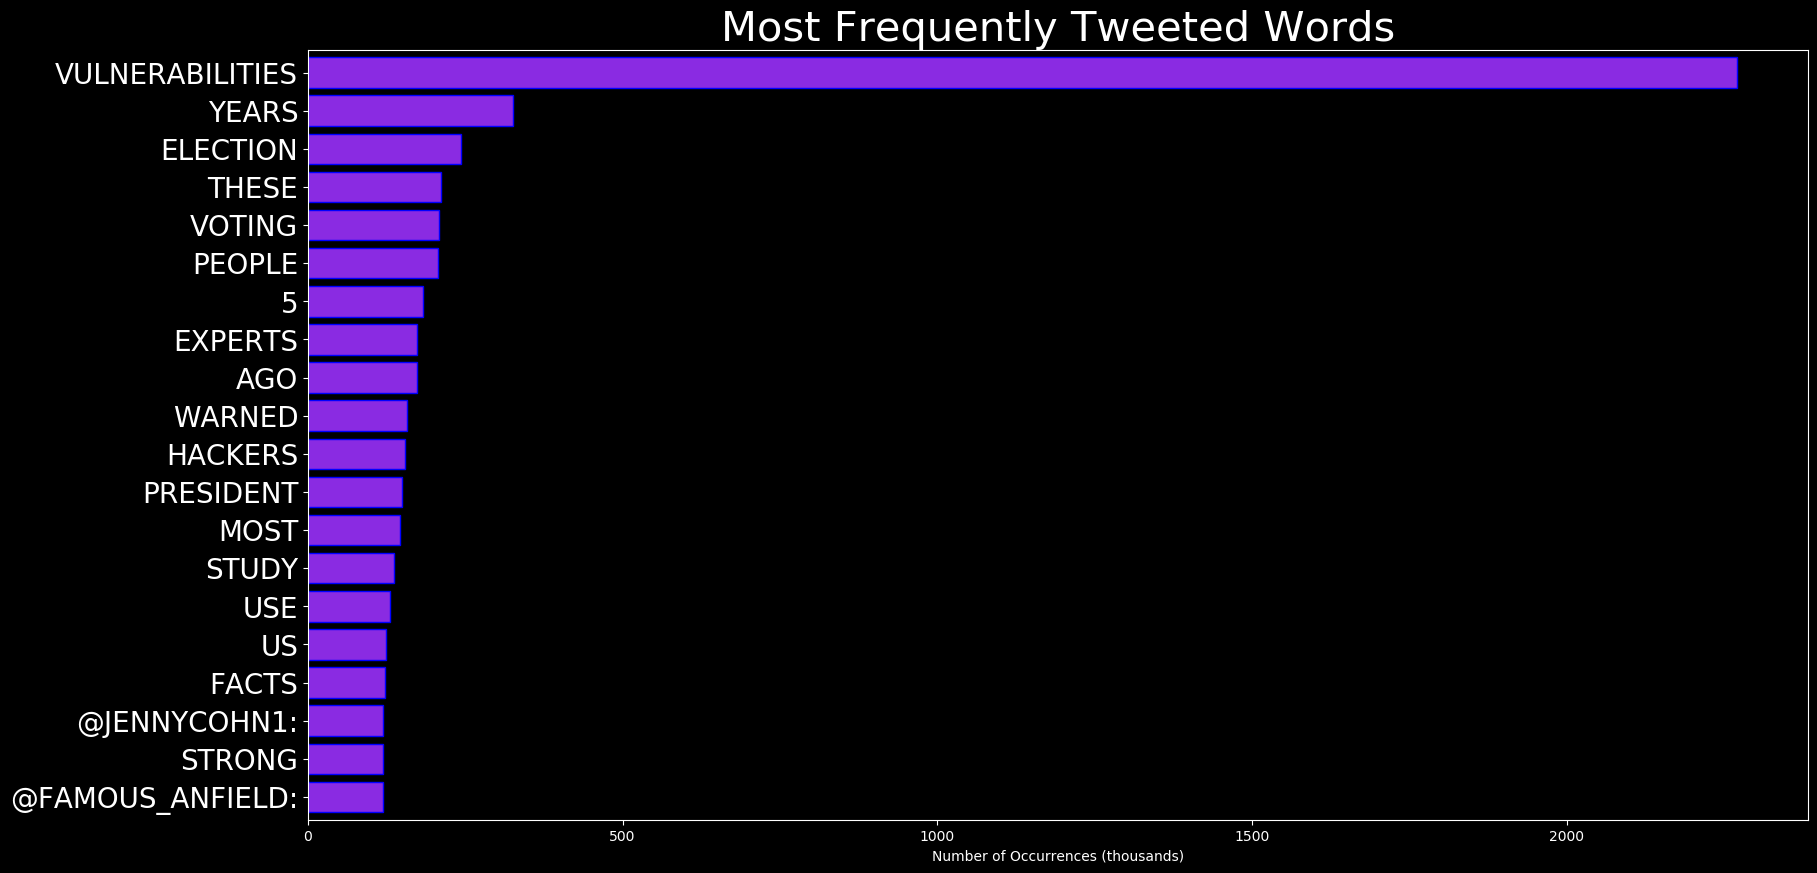 Most Frequently Tweeted Words
VULNERABILITIES
YEARS
ELECTION
THESE
VOTING
PEOPLE
5
EXPERTS
AGO
WARNED
HACKERS
PRESIDENT
MOST
STUDY
USE
US
FACTS
@JENNYCOHN1:
STRONG
@FAMOUS_ANFIELD:
0 500 1000 1500 2000
Number of Occurrences (thousands)